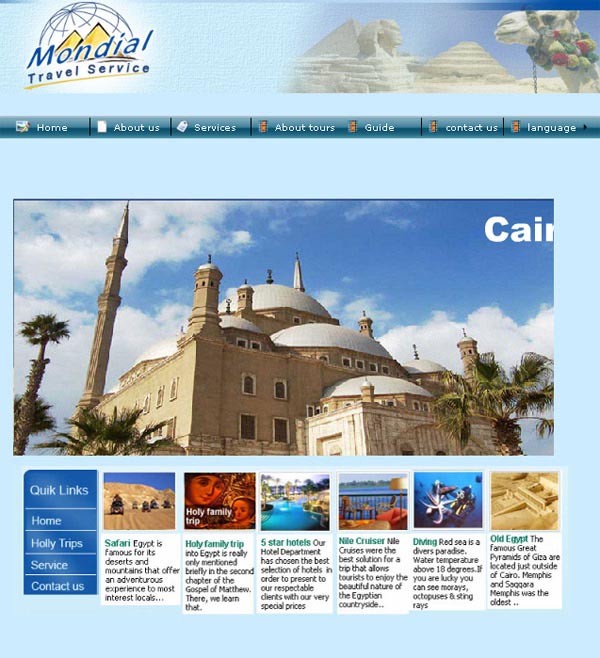 Mondial
Travel Service
Home
About us
Services
About tours
Guide
contact us
language
Cair
Quik Links
Home
Holly Trips
Service
Contact us
Safari Egypt is
famous for its
deserts and
mountains that offer
an adventurous
experience to most
interest locals...
Holy family
trip
Holy family trip
into Egypt is realy
only mentioned
briefly in the second
chapter of the
Gospel of Matthew.
There, we learn
that.
5 star hotels Our
Hotel Department
has chosen the best
selection of hotels in
order to present to
our respectable
clients with our very
special prices
Nile Cruiser Nile
Cruises were the
best solution for a
trip that allows
tourists to enjoy the
beautiful nature of
the Egyptian
countryside..
Diving Red sea is a
divers paradise.
Water temperature
above 18 degrees.If
you are lucky you
can see morays,
octopuses & sting
rays
Old Egypt The
famous Great
Pyramids of Giza are
located just outside
of Cairo. Memphis
and Saqqara
Memphis was the
oldest ..